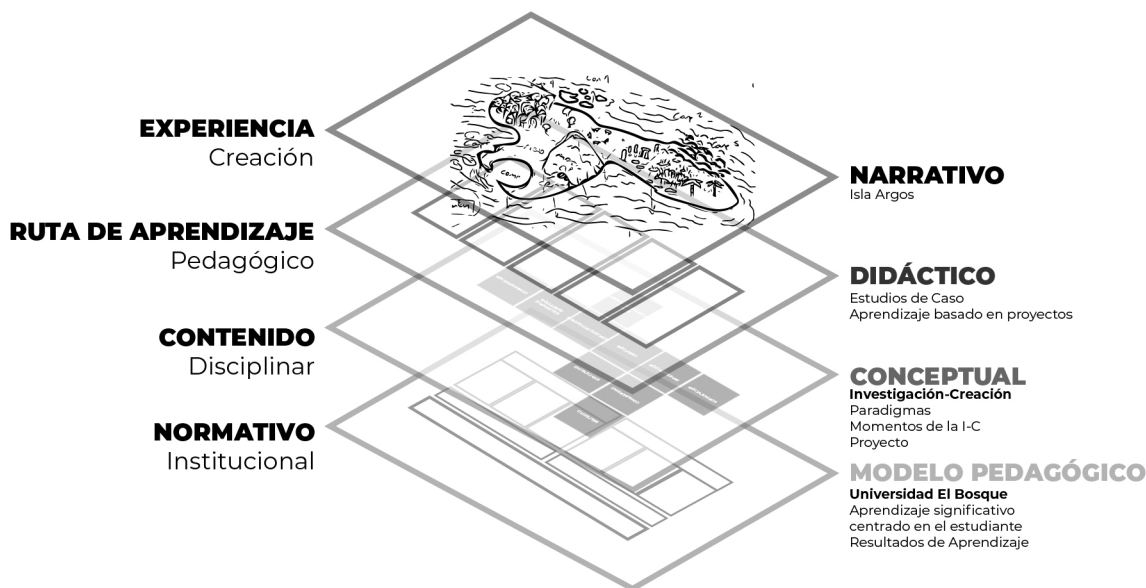 EXPERIENCIA
Creación
RUTA DE APRENDIZAJE
Pedagógico
CONTENIDO
Disciplinar
NORMATIVO
Institucional
NARRATIVO
Isla Argos
DIDÁCTICO
Estudios de Caso
Aprendizaje basado en proyectos
CONCEPTUAL
Investigación-Creación
Paradigmas
Momentos de la I-C
Proyecto
MODELO PEDAGÓGICO
Universidad El Bosque
Aprendizaje significativo
centrado en el estudiante
Resultados de Aprendizaje